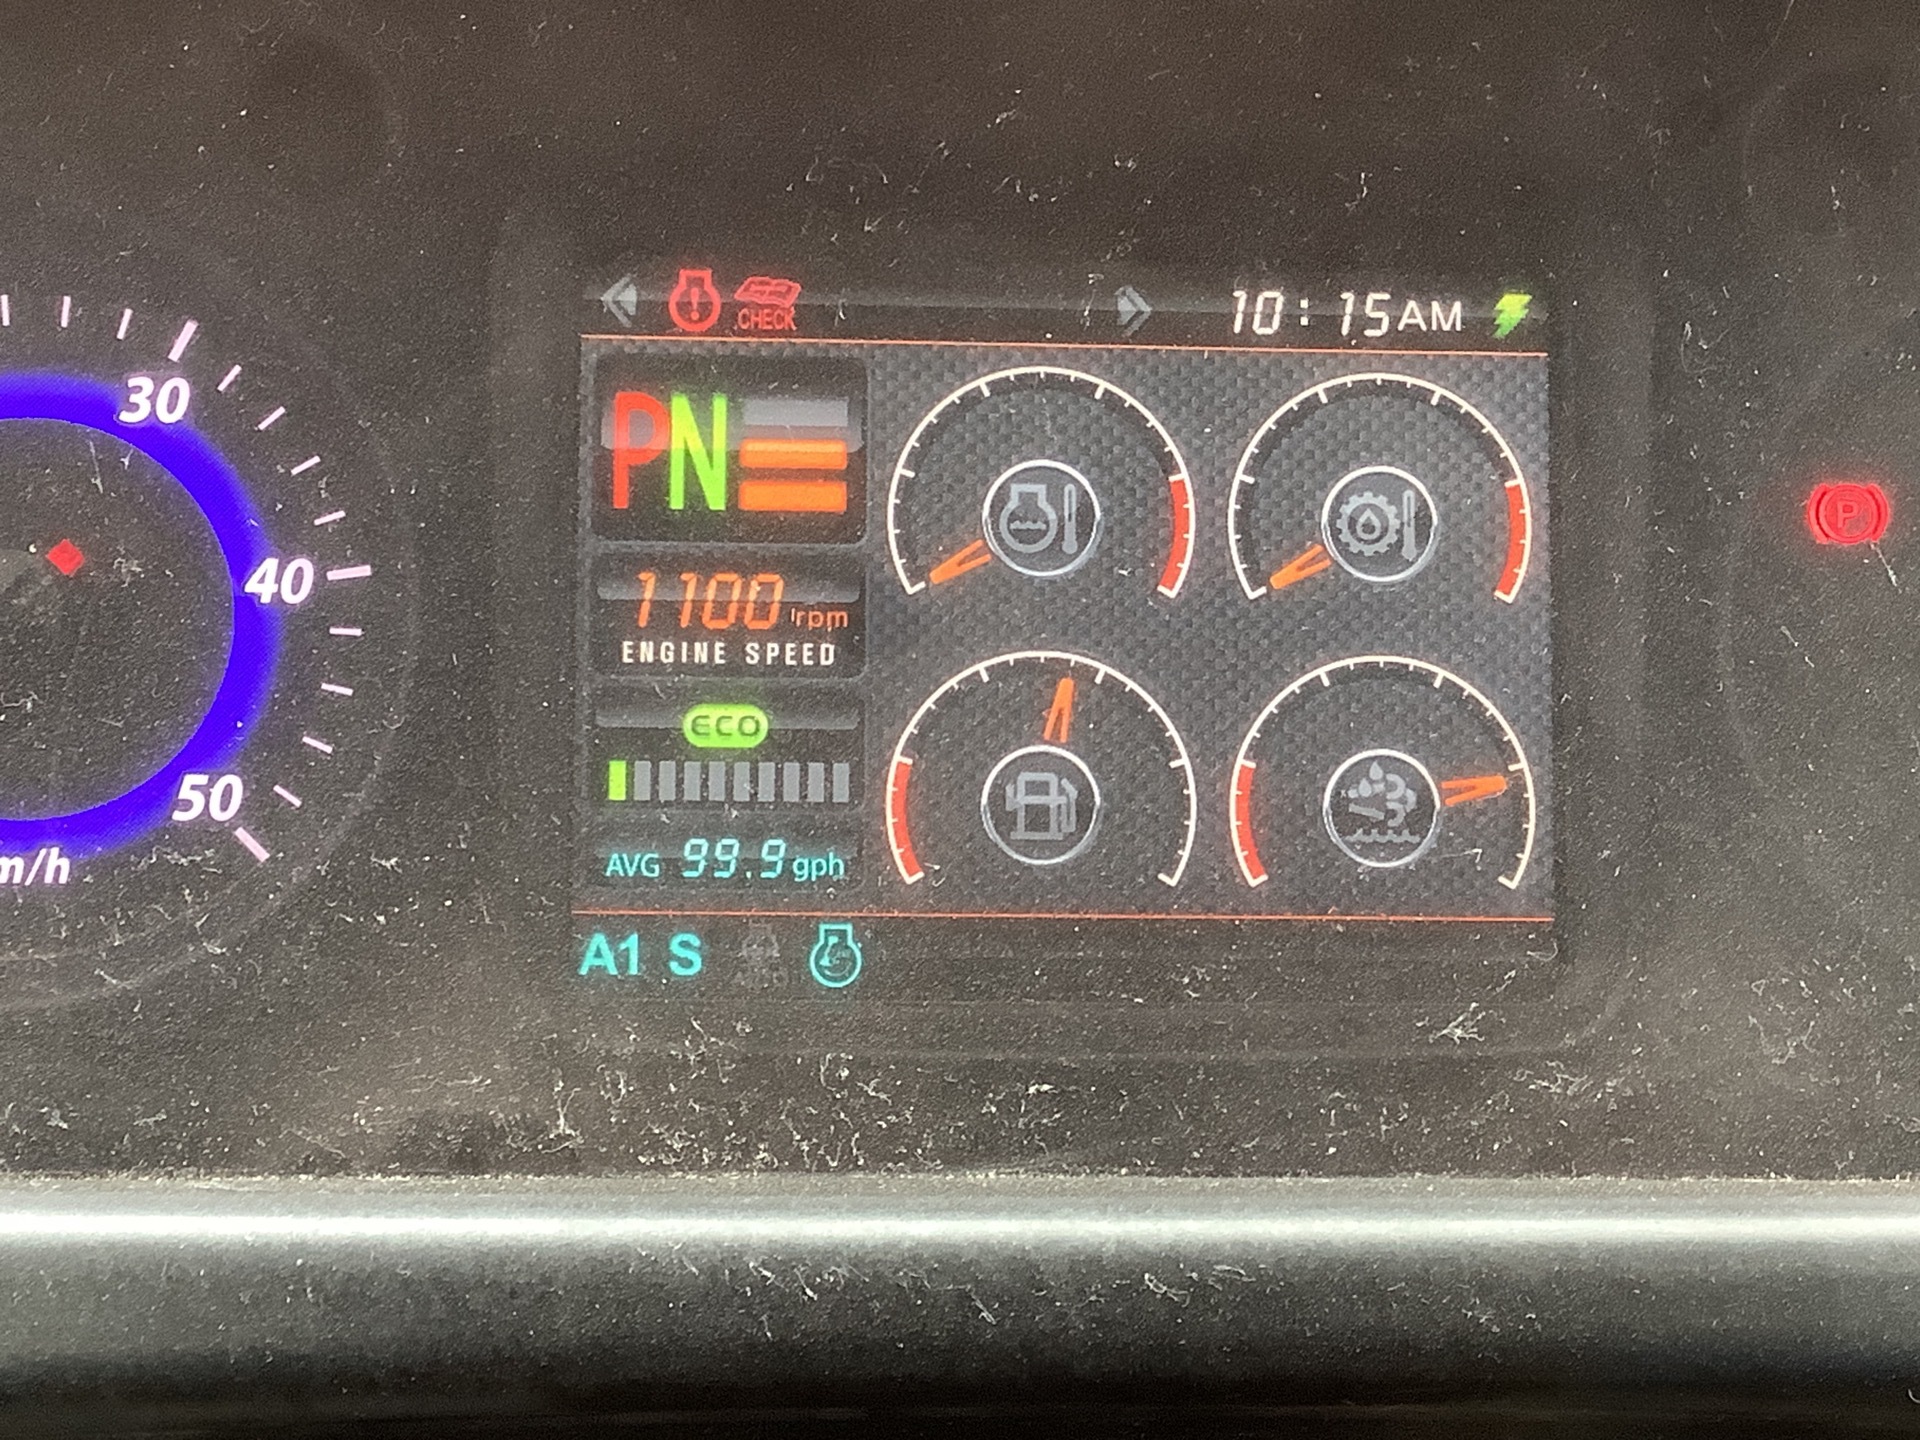 CHECK
10:15AM
30
PN
40
P
1100 rpm
ENGINE SPEED
ECO
50
AVG 99.9 gph
m/h
A1 S